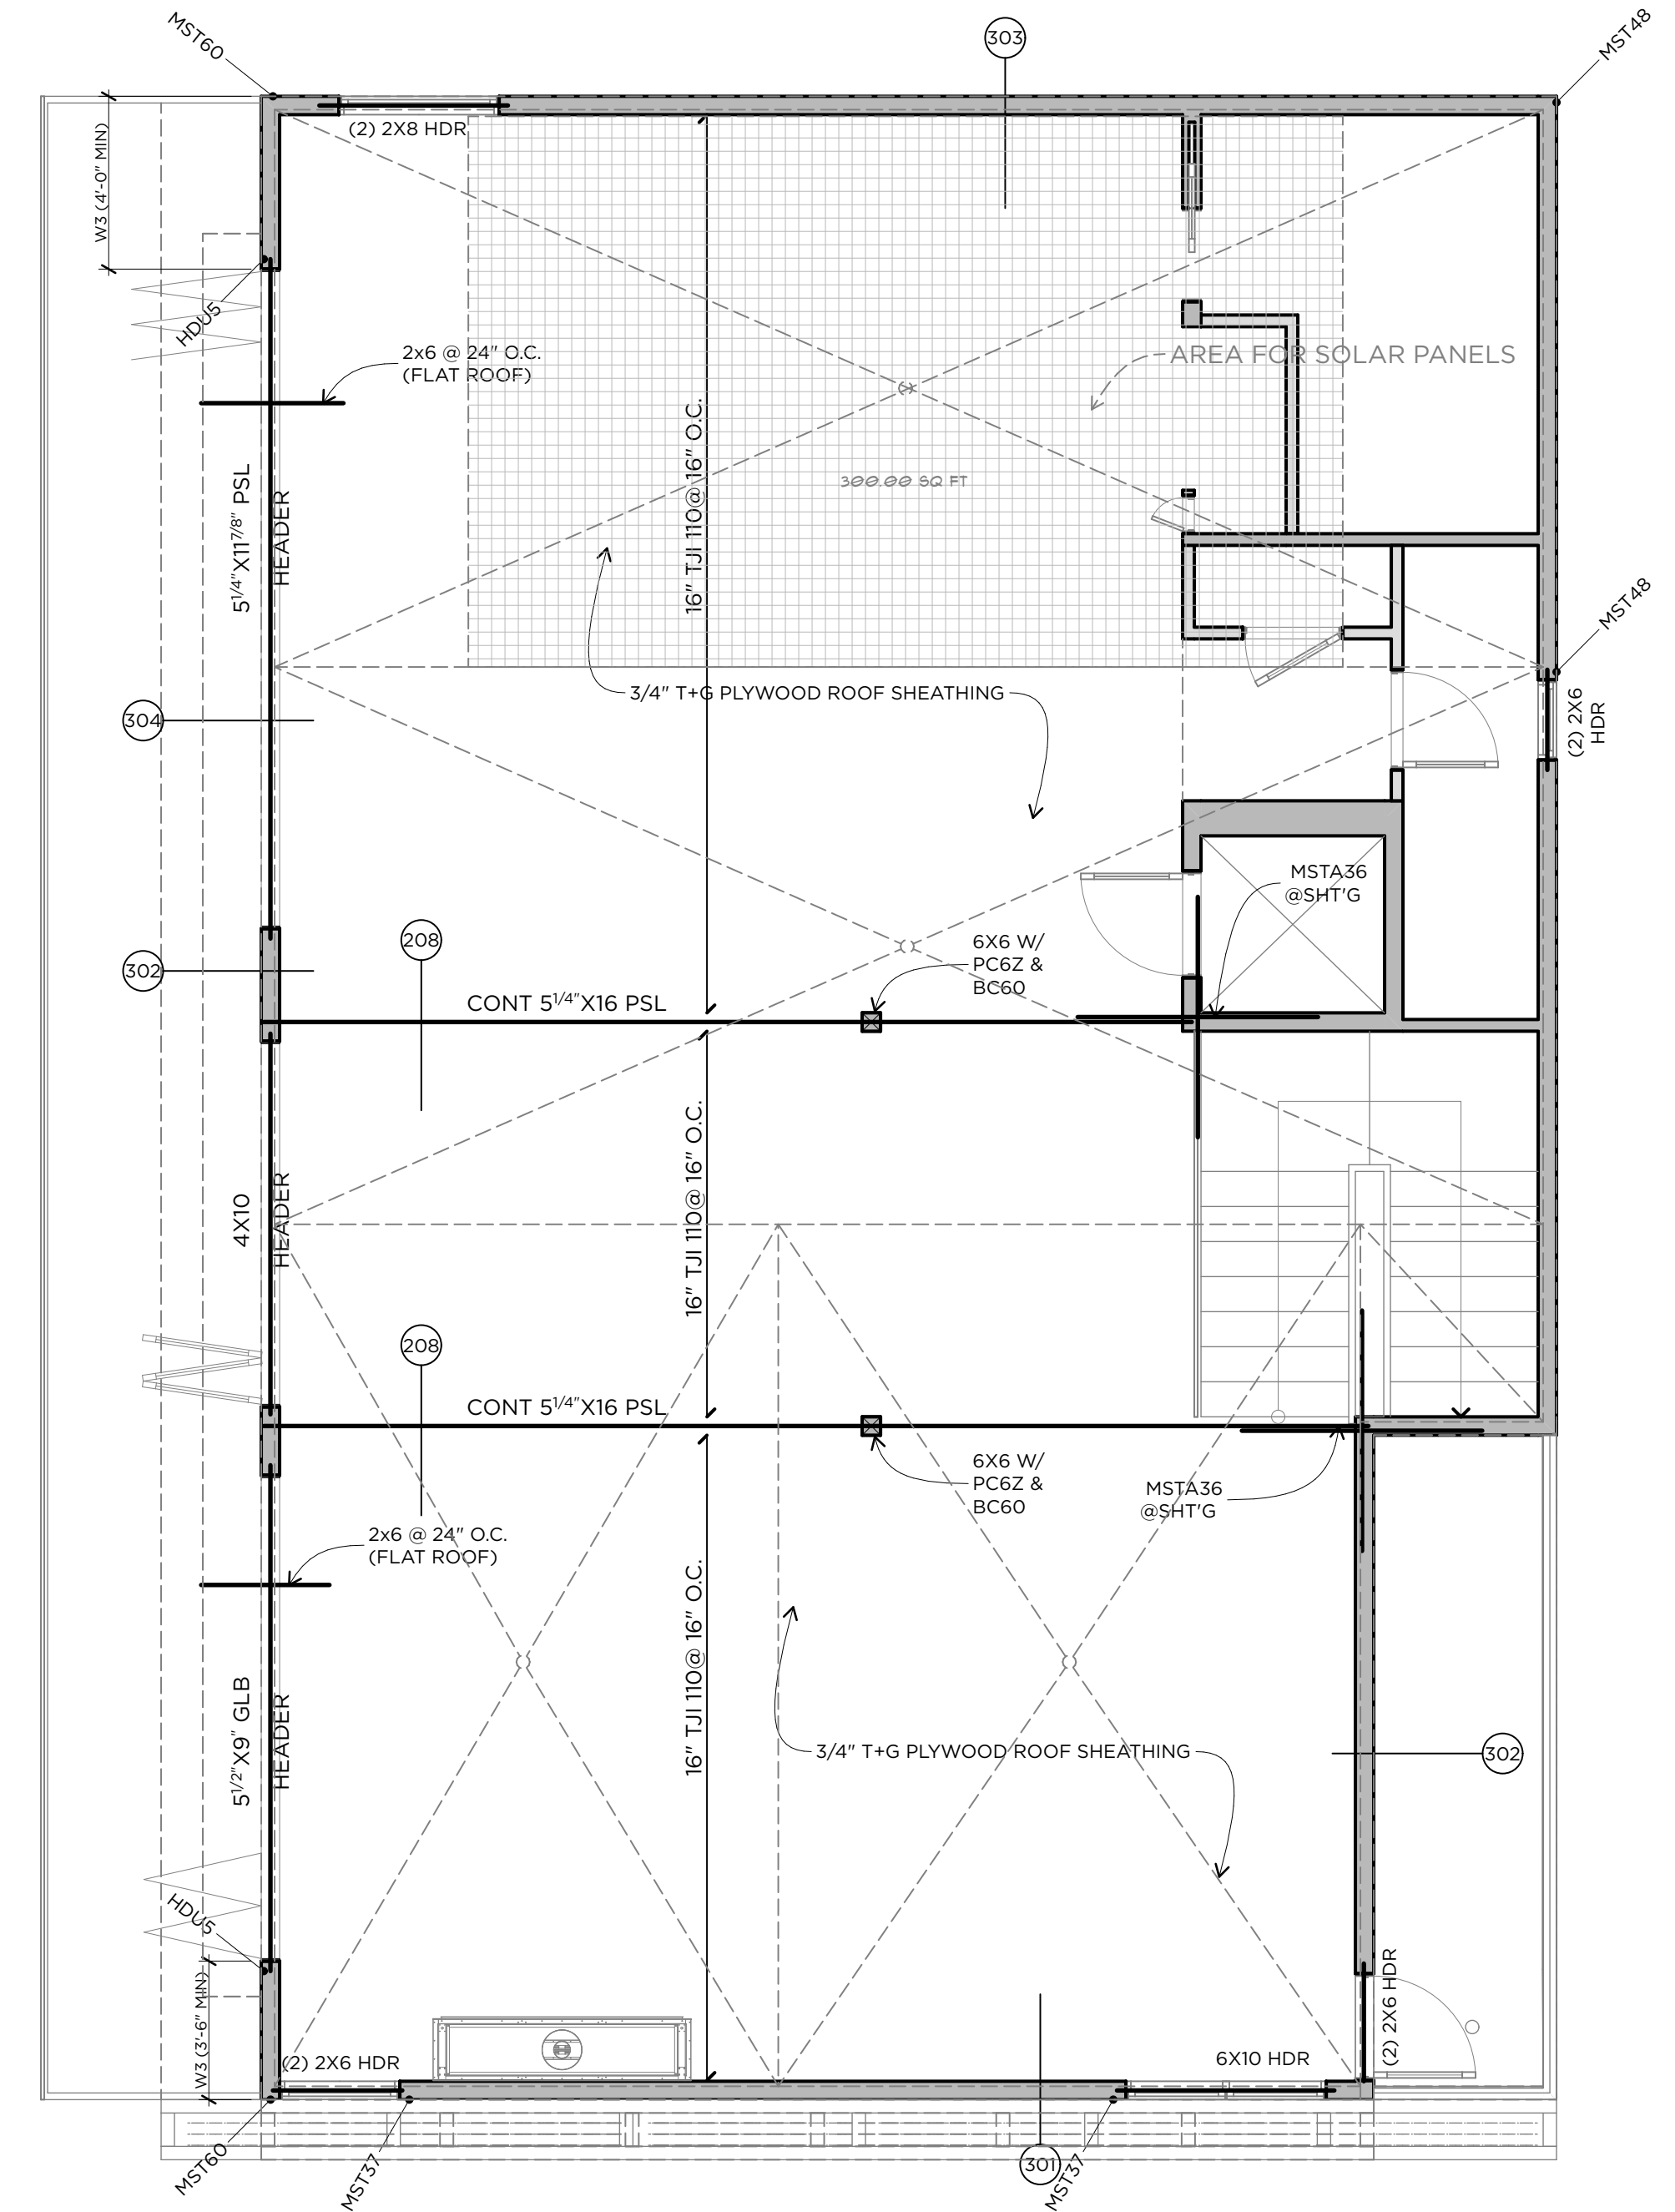 MST60
303
MST48
(2) 2X8 HDR
W3 (4'-0" MIN)
HDU5
2x6 @ 24" O.C.
(FLAT ROOF)
AREA FOR SOLAR PANELS
16" TJI 110@ 16" O.C.
300.00 SQ FT
5 1/4"X11 7/8" PSL
HEADER
MST48
3/4" T+G PLYWOOD ROOF SHEATHING
304
(2) 2X6
HDR
MSTA36
@SHT'G
208
6X6 W/
PC6Z &
BC60
302
CONT 5 1/4"X16 PSL
16" TJI 110@ 16" O.C.
4X10
HEADER
208
CONT 5 1/4"X16 PSL
6X6 W/
PC6Z &
BC60
MSTA36
@SHT'G
2x6 @ 24" O.C.
(FLAT ROOF)
16" TJI 110@ 16" O.C.
5 1/2"X9" GLB
HEADER
3/4" T+G PLYWOOD ROOF SHEATHING
302
HDU5
W3 (3'-6" MIN)
(2) 2X6 HDR
6X10 HDR
(2) 2X6 HDR
MST60
MST37
301
MST37